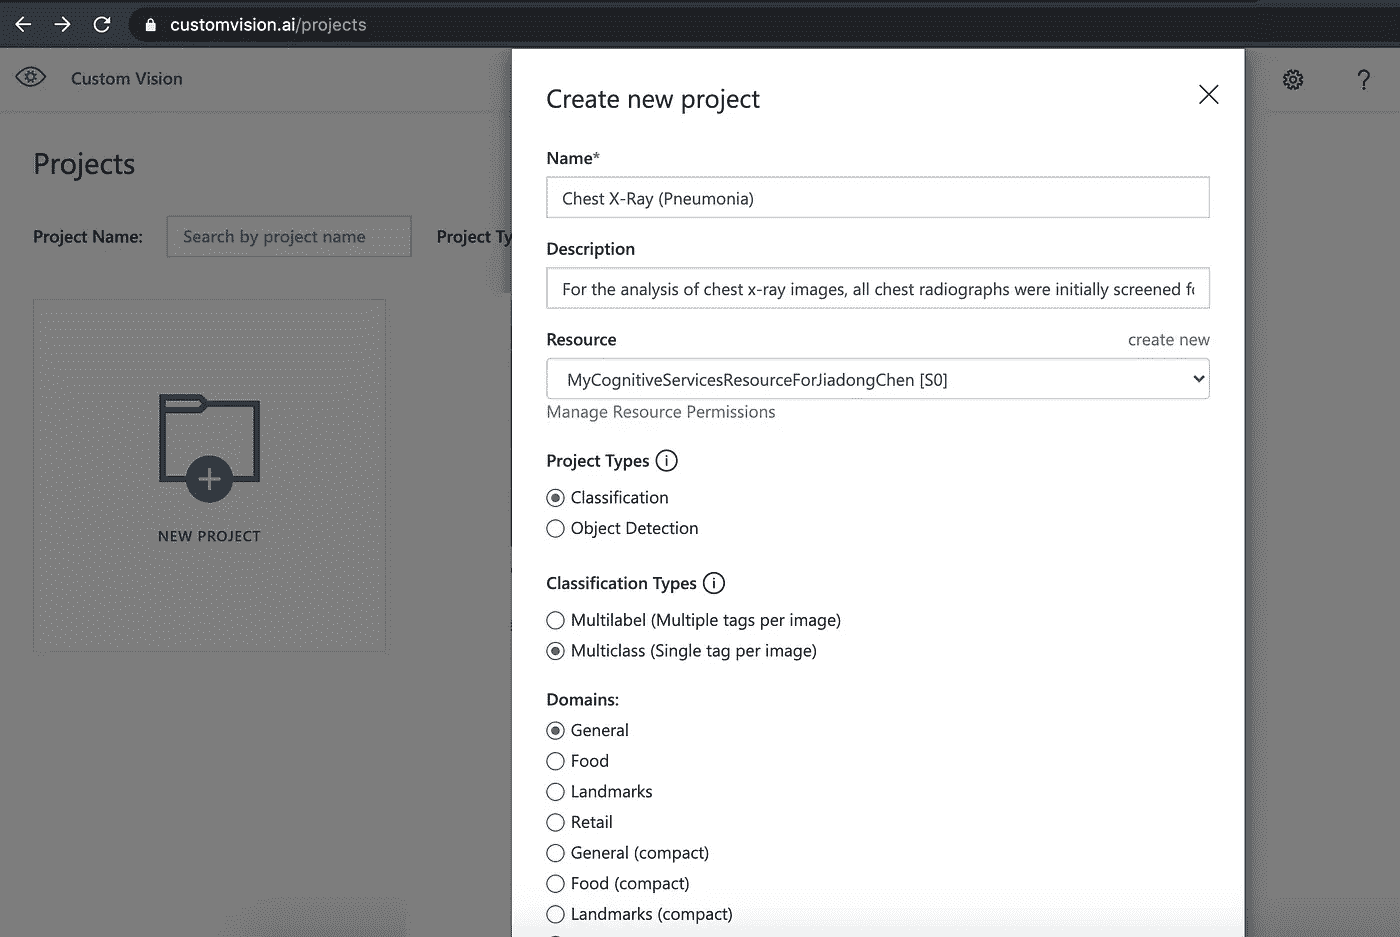 customvision.ai/projects
Custom Vision
?
Projects
Project Name:
Search by project name
Project Ty
NEW PROJECT
Create new project
Name*
Chest X-Ray (Pneumonia)
Description
For the analysis of chest x-ray images, all chest radiographs were initially screened fo
Resource
create new
MyCognitiveServicesResourceForJiadongChen [S0]
Manage Resource Permissions
Project Types
Classification
Object Detection
Classification Types
Multilabel (Multiple tags per image)
Multiclass (Single tag per image)
Domains:
General
Food
Landmarks
Retail
General (compact)
Food (compact)
Landmarks (compact)